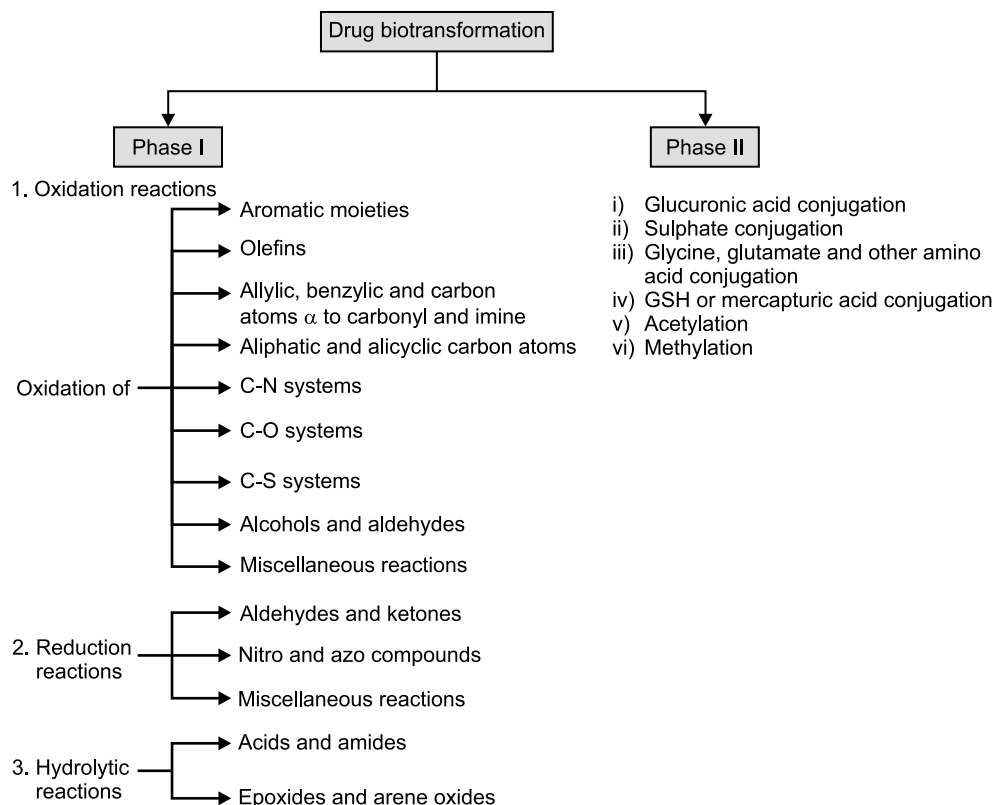 Drug biotransformation
Phase I
Phase II
1. Oxidation reactions
Aromatic moieties
Olefins
Allylic, benzylic and carbon
atoms α to carbonyl and imine
Aliphatic and alicyclic carbon atoms
Oxidation of
C-N systems
C-O systems
C-S systems
Alcohols and aldehydes
Miscellaneous reactions
2. Reduction
reactions
Aldehydes and ketones
Nitro and azo compounds
Miscellaneous reactions
3. Hydrolytic
reactions
Acids and amides
Epoxides and arene oxides
i) Glucuronic acid conjugation
ii) Sulphate conjugation
iii) Glycine, glutamate and other amino
acid conjugation
iv) GSH or mercapturic acid conjugation
v) Acetylation
vi) Methylation